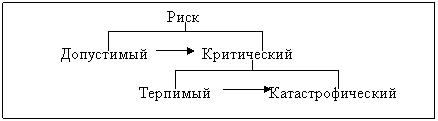 Риск
Допустимый Критический
Терпимый Катастрофический